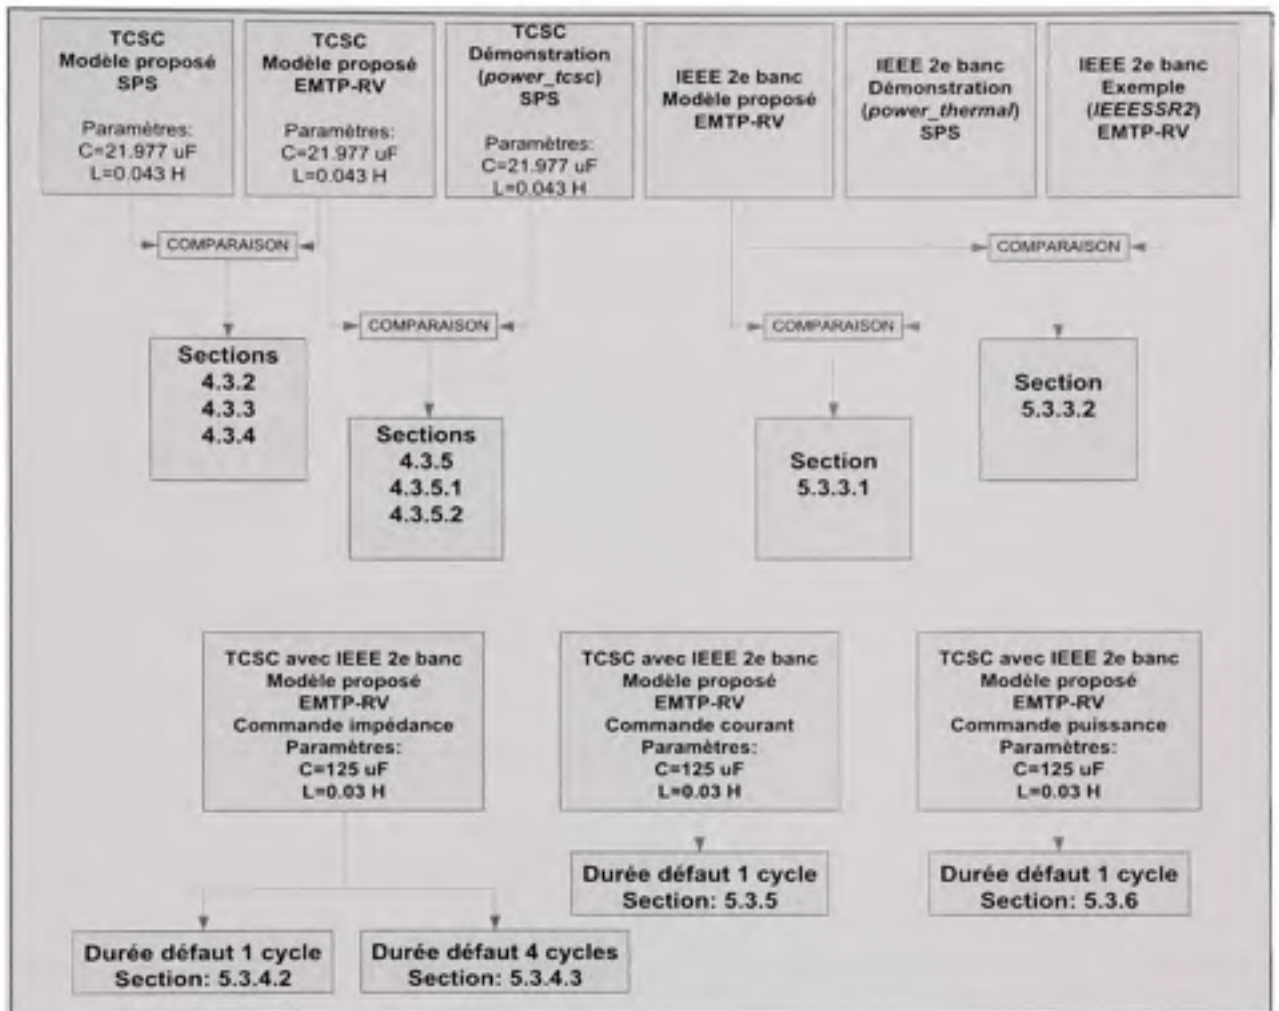 TCSC
Modèle proposé
SPS
Paramètres:
C=21.977 uF
L=0.043 H
TCSC
Modèle proposé
EMTP-RV
Paramètres:
C=21.977 uF
L=0.043 H
TCSC
Démonstration
(power_tcsc)
SPS
Paramètres:
C=21.977 uF
L=0.043 H
IEEE 2e banc
Modèle proposé
EMTP-RV
IEEE 2e banc
Démonstration
(power_thermal)
SPS
IEEE 2e banc
Exemple
(IEEESSR2)
EMTP-RV
COMPARAISON
COMPARAISON
COMPARAISON
COMPARAISON
Sections
4.3.2
4.3.3
4.3.4
Sections
4.3.5
4.3.5.1
4.3.5.2
Section
5.3.3.1
Section
5.3.3.2
TCSC avec IEEE 2e banc
Modèle proposé
EMTP-RV
Commande impédance
Paramètres:
C=125 uF
L=0.03 H
TCSC avec IEEE 2e banc
Modèle proposé
EMTP-RV
Commande courant
Paramètres:
C=125 uF
L=0.03 H
TCSC avec IEEE 2e banc
Modèle proposé
EMTP-RV
Commande puissance
Paramètres:
C=125 uF
L=0.03 H
Durée défaut 1 cycle
Section: 5.3.5
Durée défaut 1 cycle
Section: 5.3.6
Durée défaut 1 cycle
Section: 5.3.4.2
Durée défaut 4 cycles
Section: 5.3.4.3